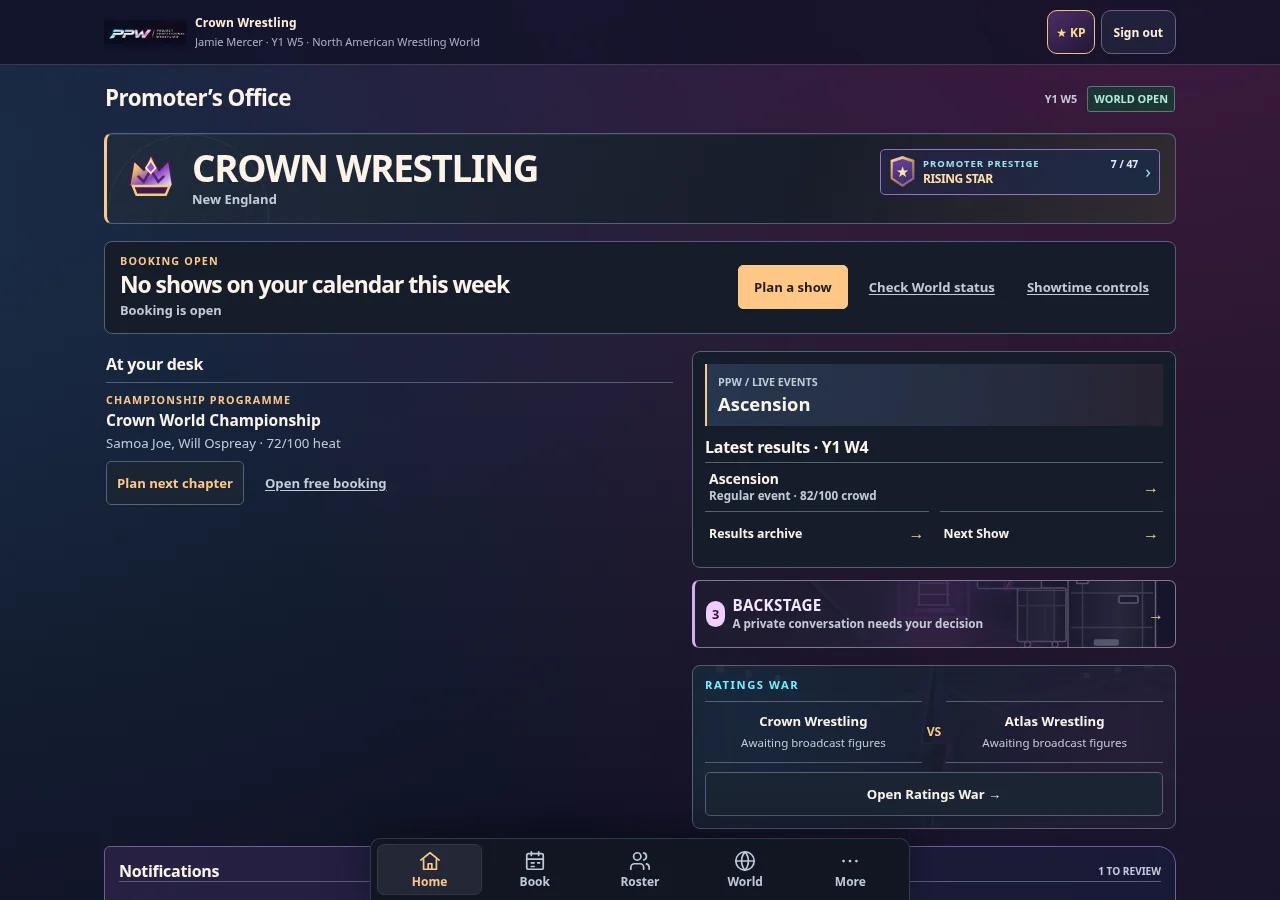 PPW
Crown Wrestling
Jamie Mercer · Y1 W5 · North American Wrestling World
★ KP
Sign out
Promoter’s Office
Y1 W5
WORLD OPEN
CROWN WRESTLING
New England
PROMOTER PRESTIGE
7 / 47
RISING STAR
›
BOOKING OPEN
No shows on your calendar this week
Booking is open
Plan a show
Check World status
Showtime controls
At your desk
CHAMPIONSHIP PROGRAMME
Crown World Championship
Samoa Joe, Will Ospreay · 72/100 heat
Plan next chapter
Open free booking
PPW / LIVE EVENTS
Ascension
Latest results · Y1 W4
Ascension
Regular event · 82/100 crowd
→
Results archive →
Next Show →
3
BACKSTAGE
A private conversation needs your decision
→
RATINGS WAR
Crown Wrestling
Awaiting broadcast figures
VS
Atlas Wrestling
Awaiting broadcast figures
Open Ratings War →
Notifications
1 TO REVIEW
Home
Book
Roster
World
More